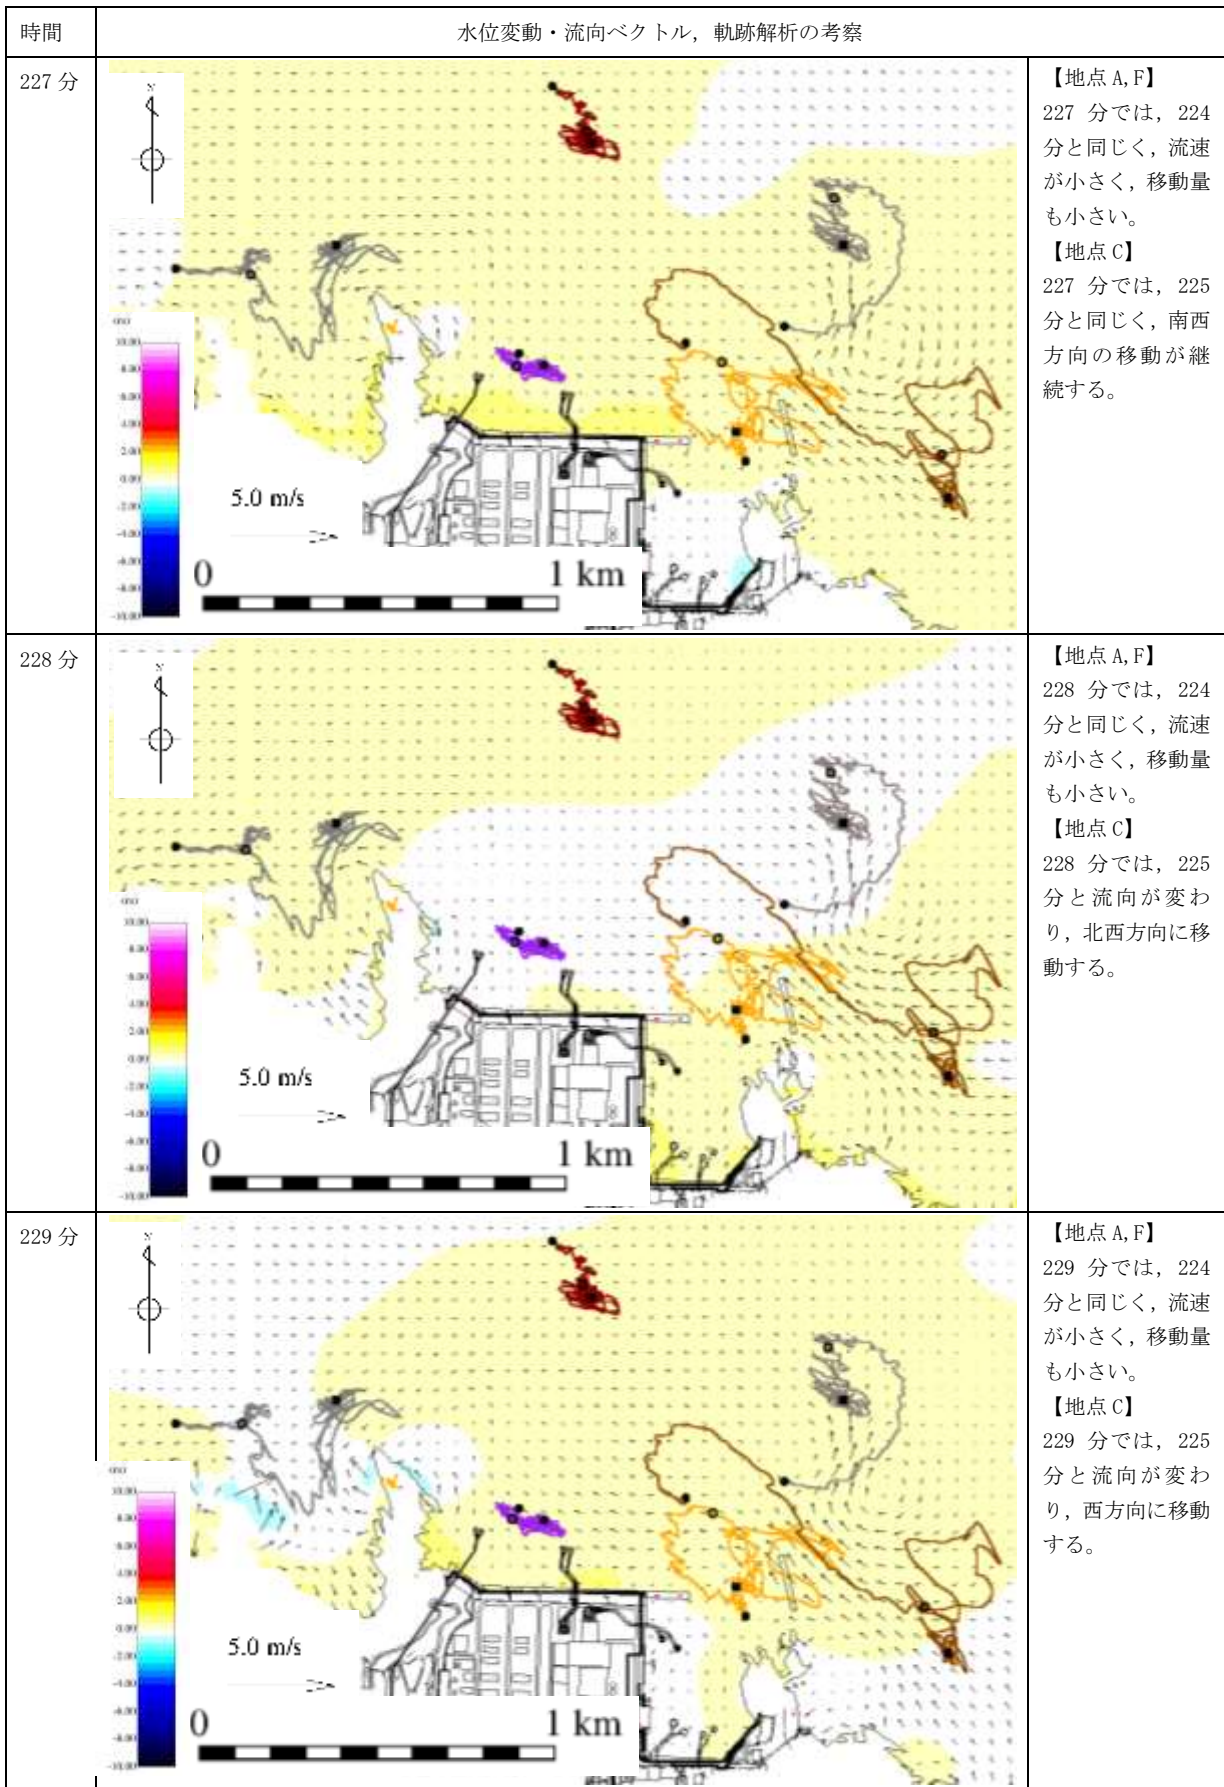 時間
水位変動・流向ベクトル，軌跡解析の考察
227 分
N
5.0 m/s
0
1 km
【地点 A,F】
227 分では，224
分と同じく，流速
が小さく，移動量
も小さい。
【地点 C】
227 分では，225
分と同じく，南西
方向の移動が継
続する。
228 分
N
5.0 m/s
0
1 km
【地点 A,F】
228 分では，224
分と同じく，流速
が小さく，移動量
も小さい。
【地点 C】
228 分では，225
分と流向が変わ
り，北西方向に移
動する。
229 分
N
5.0 m/s
0
1 km
【地点 A,F】
229 分では，224
分と同じく，流速
が小さく，移動量
も小さい。
【地点 C】
229 分では，225
分と流向が変わ
り，西方向に移動
する。